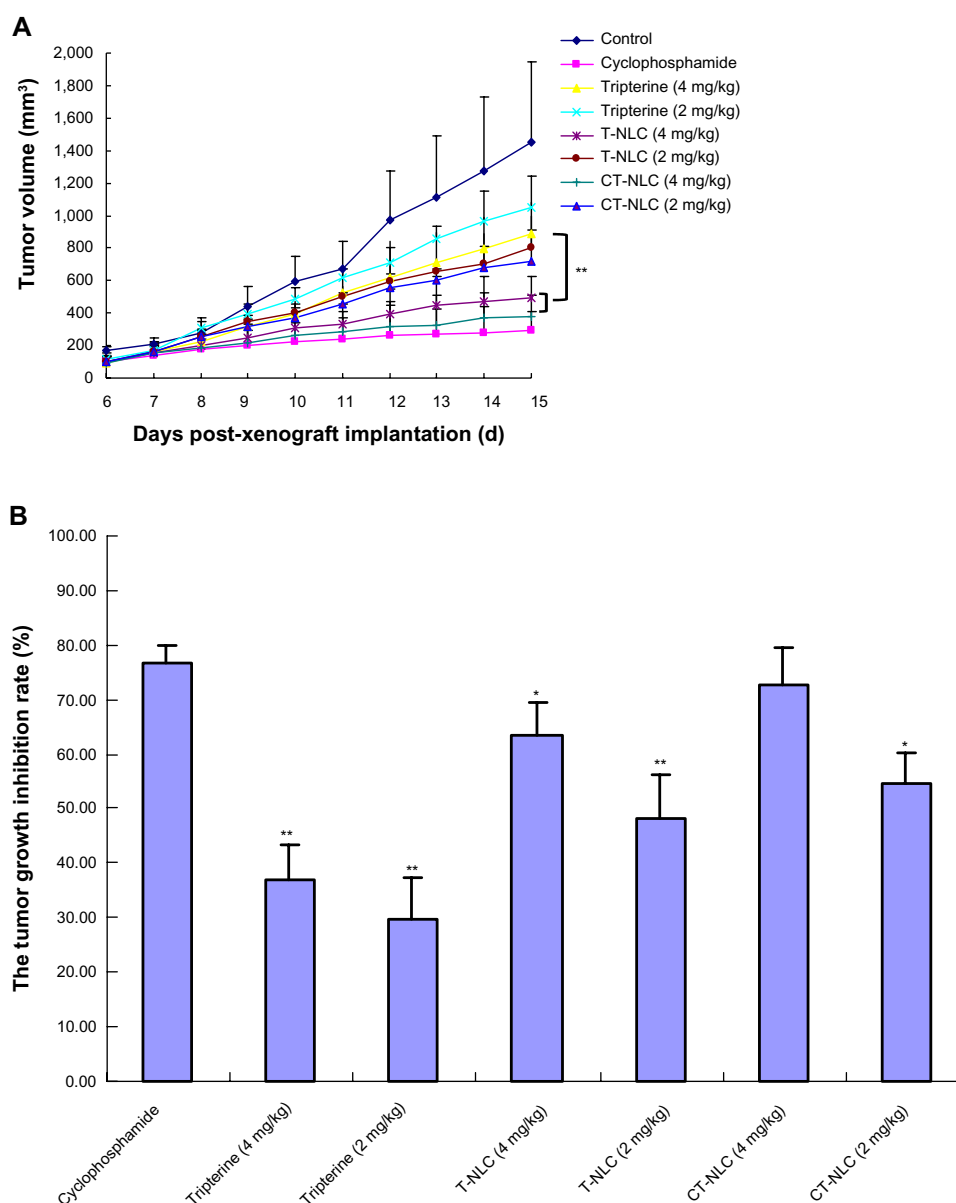 A
2,000
1,800
1,600
1,400
1,200
1,000
800
600
400
200
0
Tumor volume (mm³)
6 7 8 9 10 11 12 13 14 15
Days post-xenograft implantation (d)
Control
Cyclophosphamide
Tripterine (4 mg/kg)
Tripterine (2 mg/kg)
T-NLC (4 mg/kg)
T-NLC (2 mg/kg)
CT-NLC (4 mg/kg)
CT-NLC (2 mg/kg)
**
B
100.00
90.00
80.00
70.00
60.00
50.00
40.00
30.00
20.00
10.00
0.00
The tumor growth inhibition rate (%)
**
**
*
**
*
Cyclophosphamide
Tripterine (4 mg/kg)
Tripterine (2 mg/kg)
T-NLC (4 mg/kg)
T-NLC (2 mg/kg)
CT-NLC (4 mg/kg)
CT-NLC (2 mg/kg)